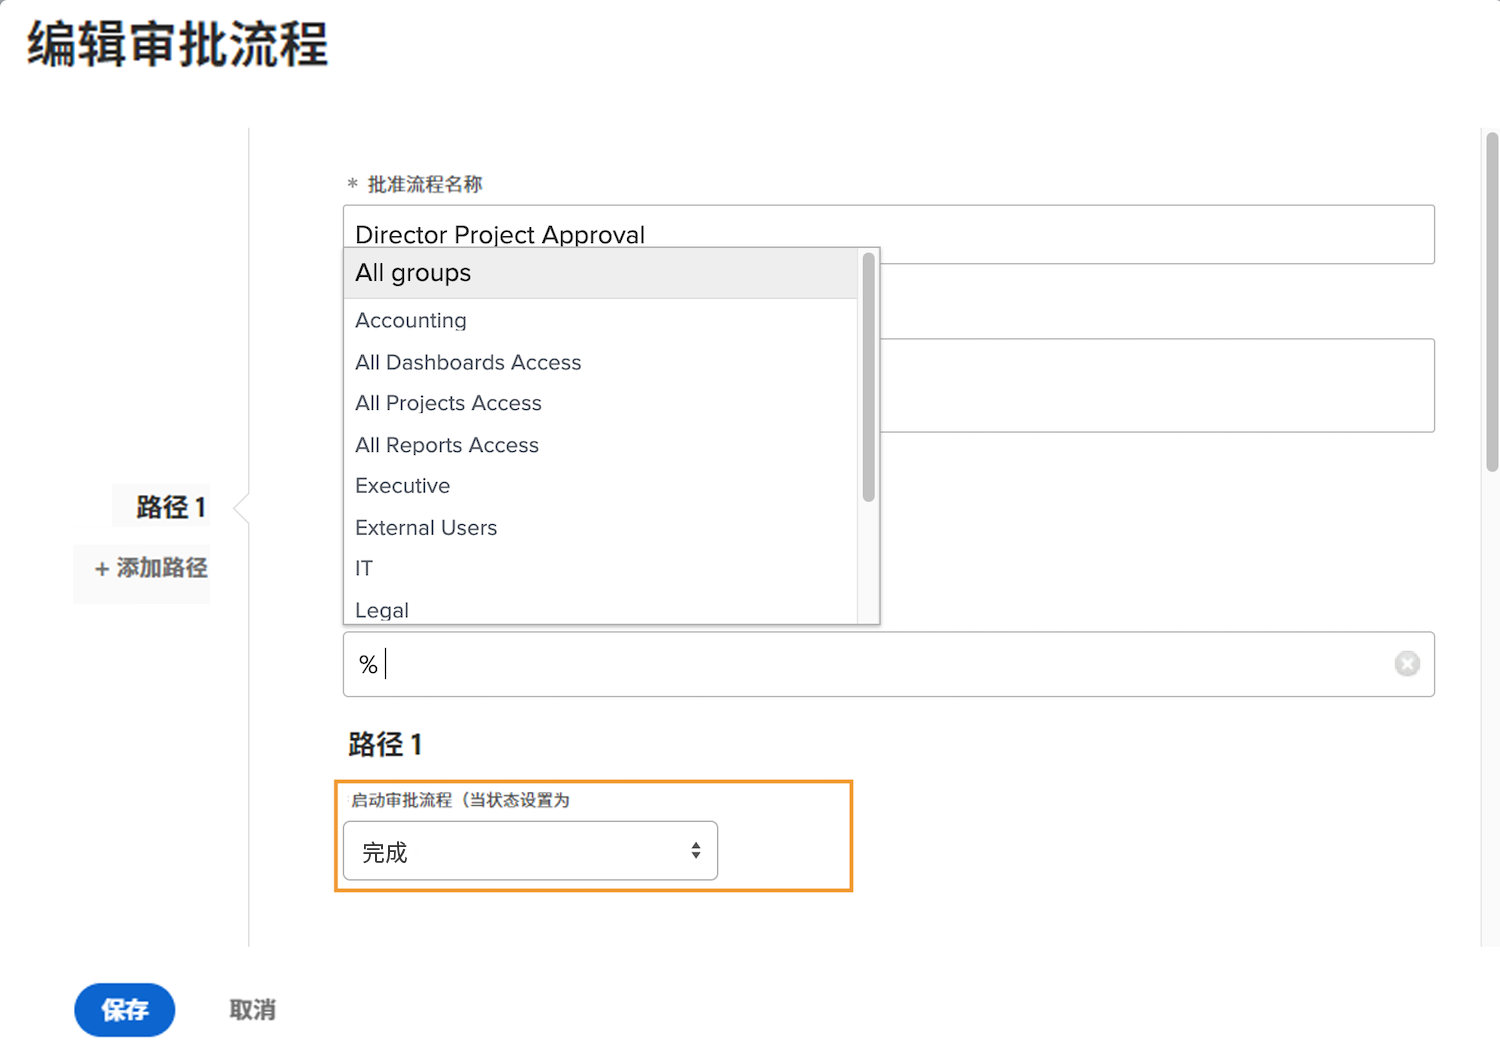 编辑审批流程
* 批准流程名称
Director Project Approval
All groups
Accounting
All Dashboards Access
All Projects Access
All Reports Access
Executive
External Users
IT
Legal
路径 1
+ 添加路径
%
路径 1
启动审批流程（当状态设置为
完成
保存
取消